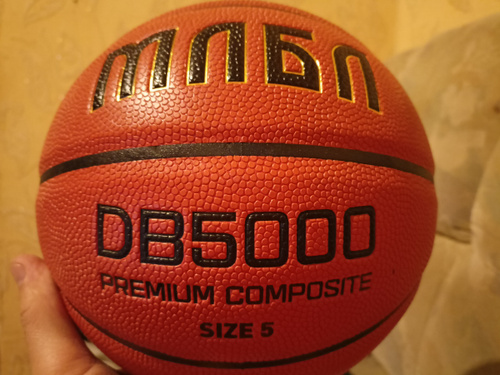 МЛБЛ
DB5000
PREMIUM COMPOSITE
SIZE 5